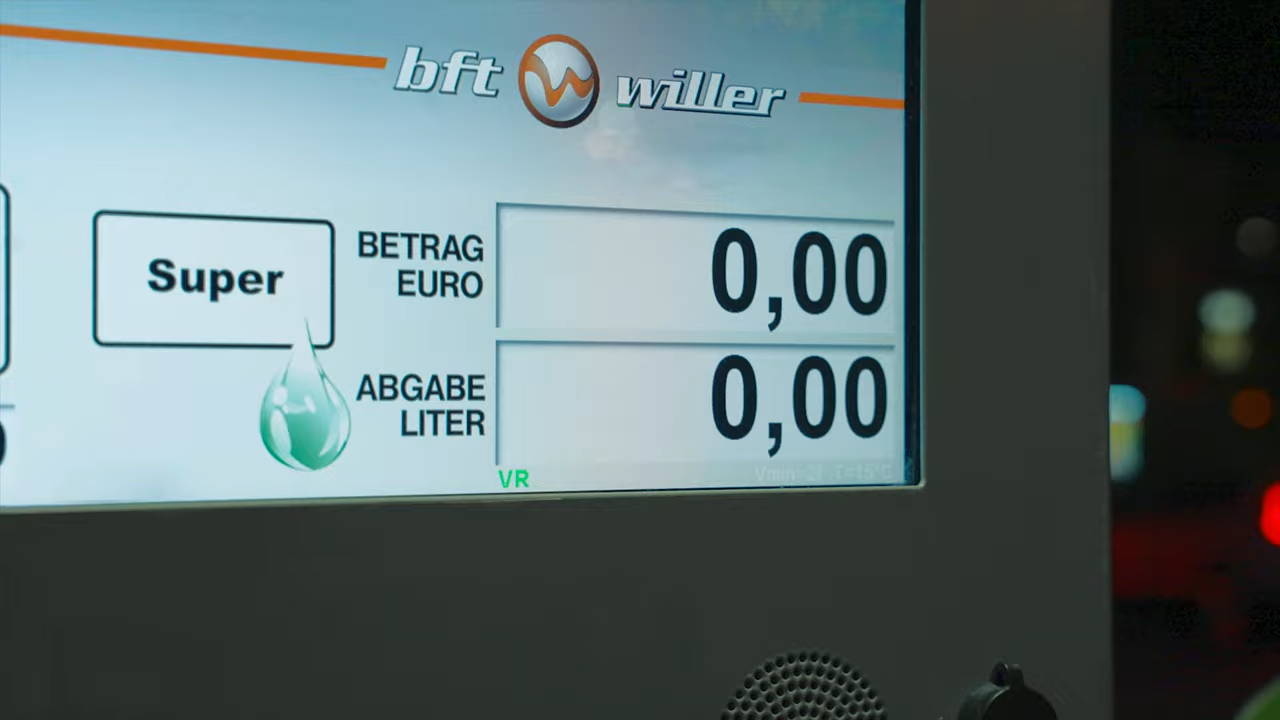 bft willer
Super
BETRAG
EURO
0,00
ABGABE
LITER
0,00
VR